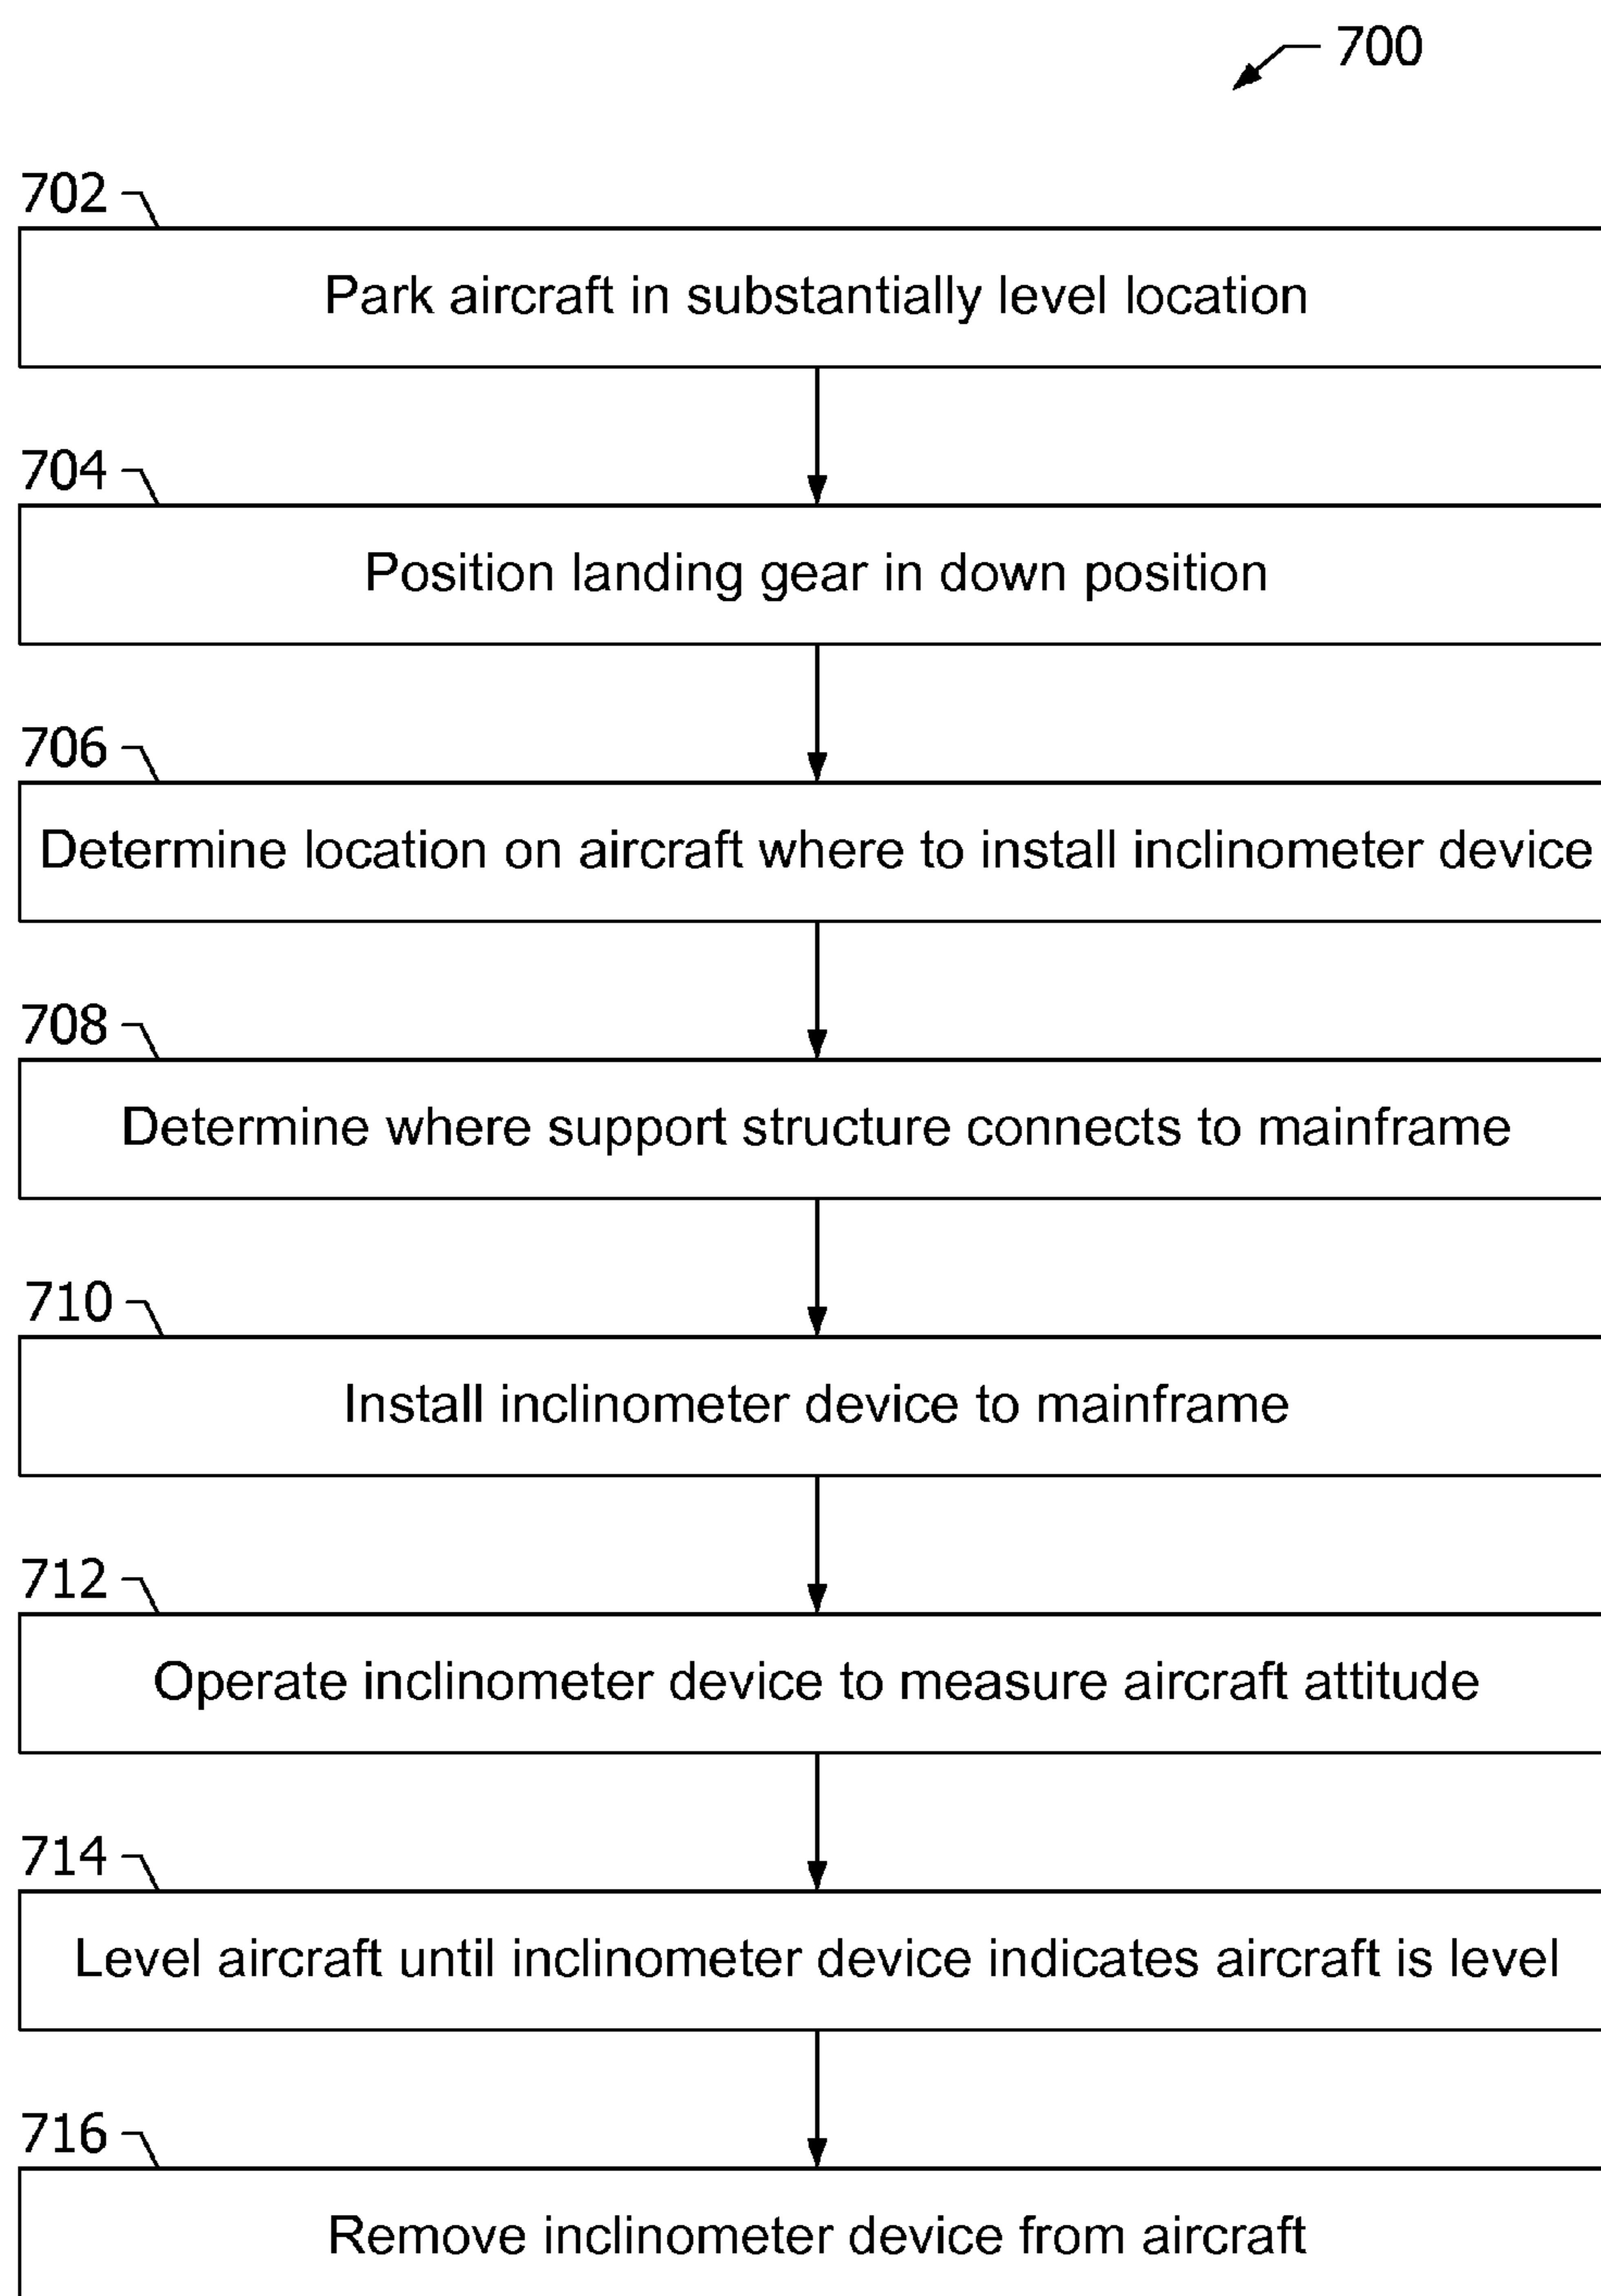 700
702
Park aircraft in substantially level location
704
Position landing gear in down position
706
Determine location on aircraft where to install inclinometer device
708
Determine where support structure connects to mainframe
710
Install inclinometer device to mainframe
712
Operate inclinometer device to measure aircraft attitude
714
Level aircraft until inclinometer device indicates aircraft is level
716
Remove inclinometer device from aircraft